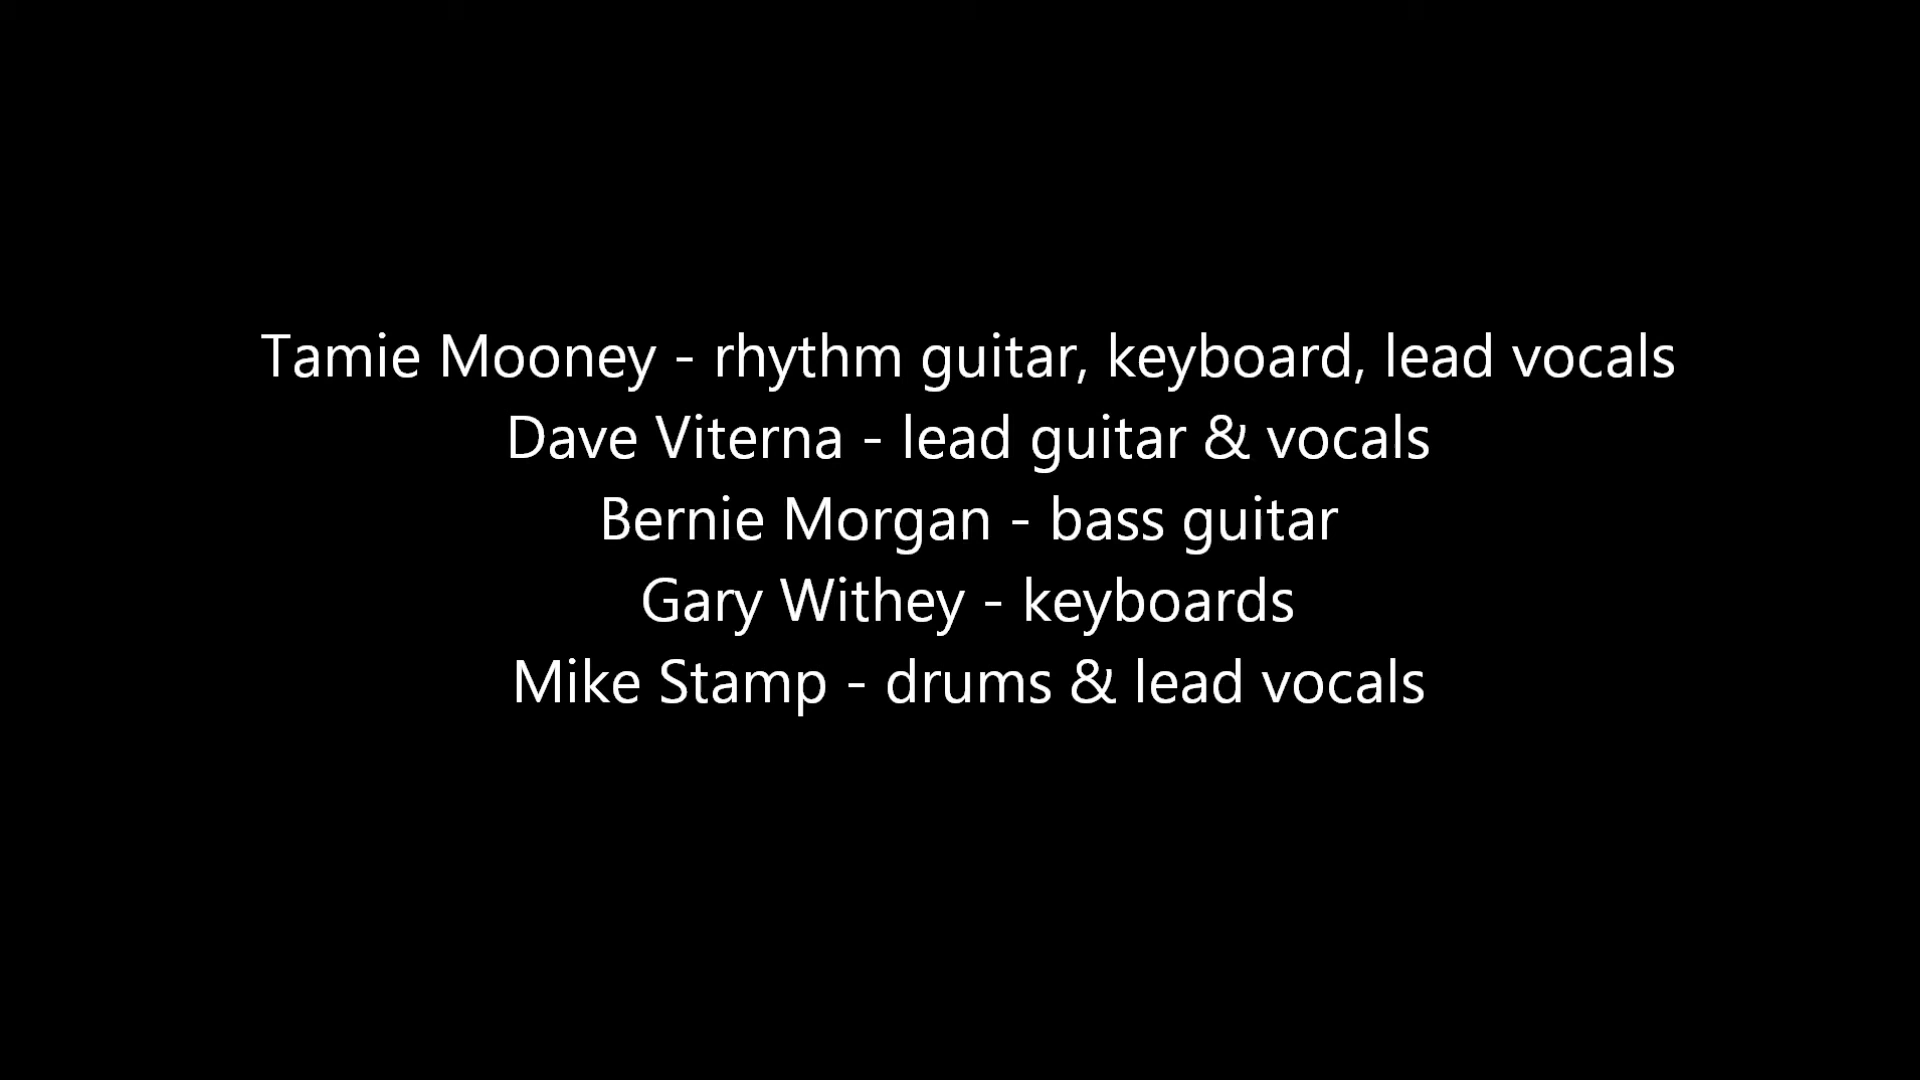 Tamie Mooney - rhythm guitar, keyboard, lead vocals
Dave Viterna - lead guitar & vocals
Bernie Morgan - bass guitar
Gary Withey - keyboards
Mike Stamp - drums & lead vocals